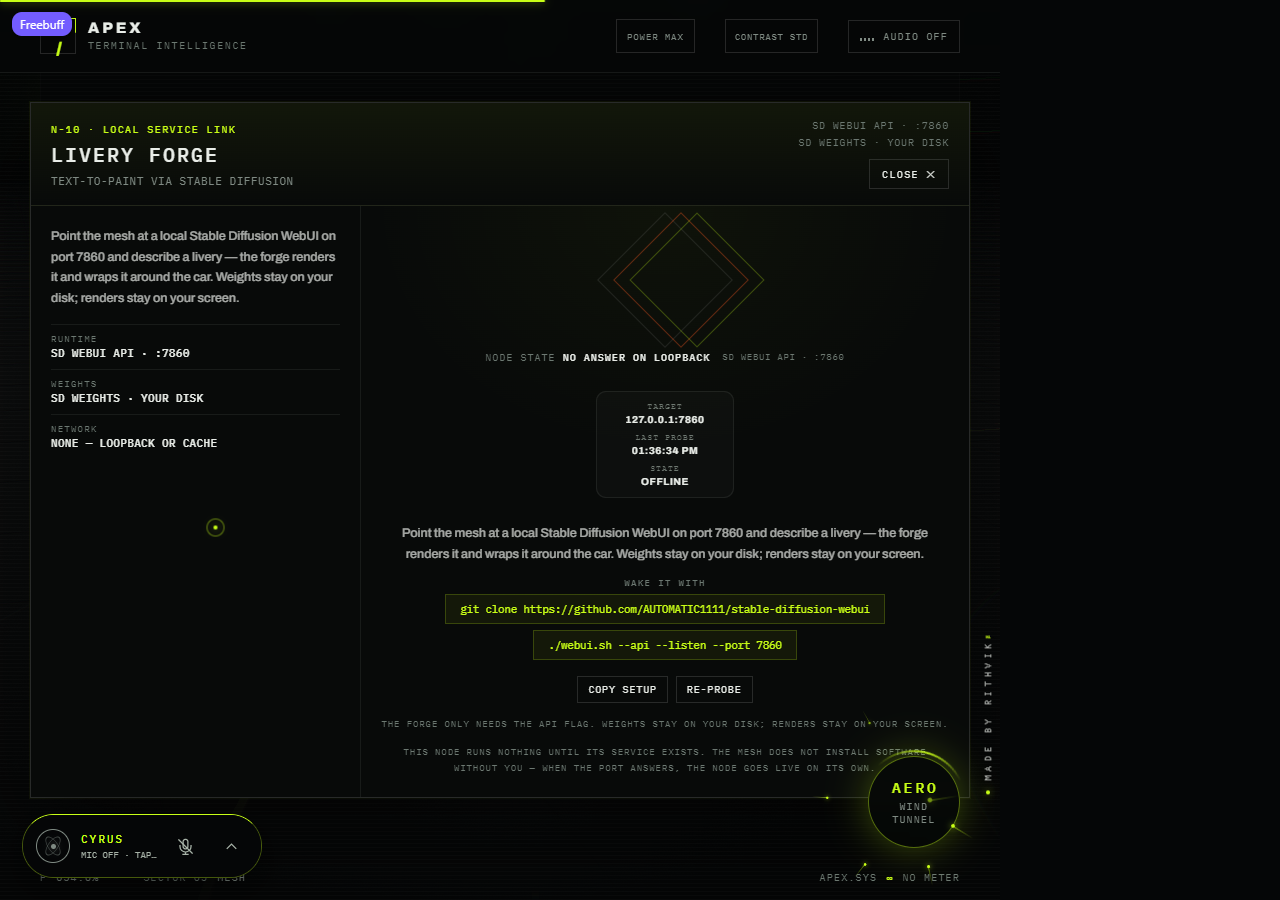 Freebuff
APEX
TERMINAL INTELLIGENCE
POWER MAX
CONTRAST STD
AUDIO OFF
N-10 · LOCAL SERVICE LINK
LIVERY FORGE
TEXT-TO-PAINT VIA STABLE DIFFUSION
SD WEBUI API · :7860
SD WEIGHTS · YOUR DISK
CLOSE ✕
Point the mesh at a local Stable Diffusion WebUI on
port 7860 and describe a livery — the forge renders
it and wraps it around the car. Weights stay on your
disk; renders stay on your screen.
RUNTIME
SD WEBUI API · :7860
WEIGHTS
SD WEIGHTS · YOUR DISK
NETWORK
NONE — LOOPBACK OR CACHE
NODE STATE NO ANSWER ON LOOPBACK SD WEBUI API · :7860
TARGET
127.0.0.1:7860
LAST PROBE
01:36:34 PM
STATE
OFFLINE
Point the mesh at a local Stable Diffusion WebUI on port 7860 and describe a livery — the forge
renders it and wraps it around the car. Weights stay on your disk; renders stay on your screen.
WAKE IT WITH
git clone https://github.com/AUTOMATIC1111/stable-diffusion-webui
./webui.sh --api --listen --port 7860
COPY SETUP
RE-PROBE
THE FORGE ONLY NEEDS THE API FLAG. WEIGHTS STAY ON YOUR DISK; RENDERS STAY ON YOUR SCREEN.
THIS NODE RUNS NOTHING UNTIL ITS SERVICE EXISTS. THE MESH DOES NOT INSTALL SOFTWARE
WITHOUT YOU — WHEN THE PORT ANSWERS, THE NODE GOES LIVE ON ITS OWN.
MADE BY RITHVIK
AERO
WIND
TUNNEL
CYRUS
MIC OFF · TAP_
MESH
APEX.SYS ∞ NO METER